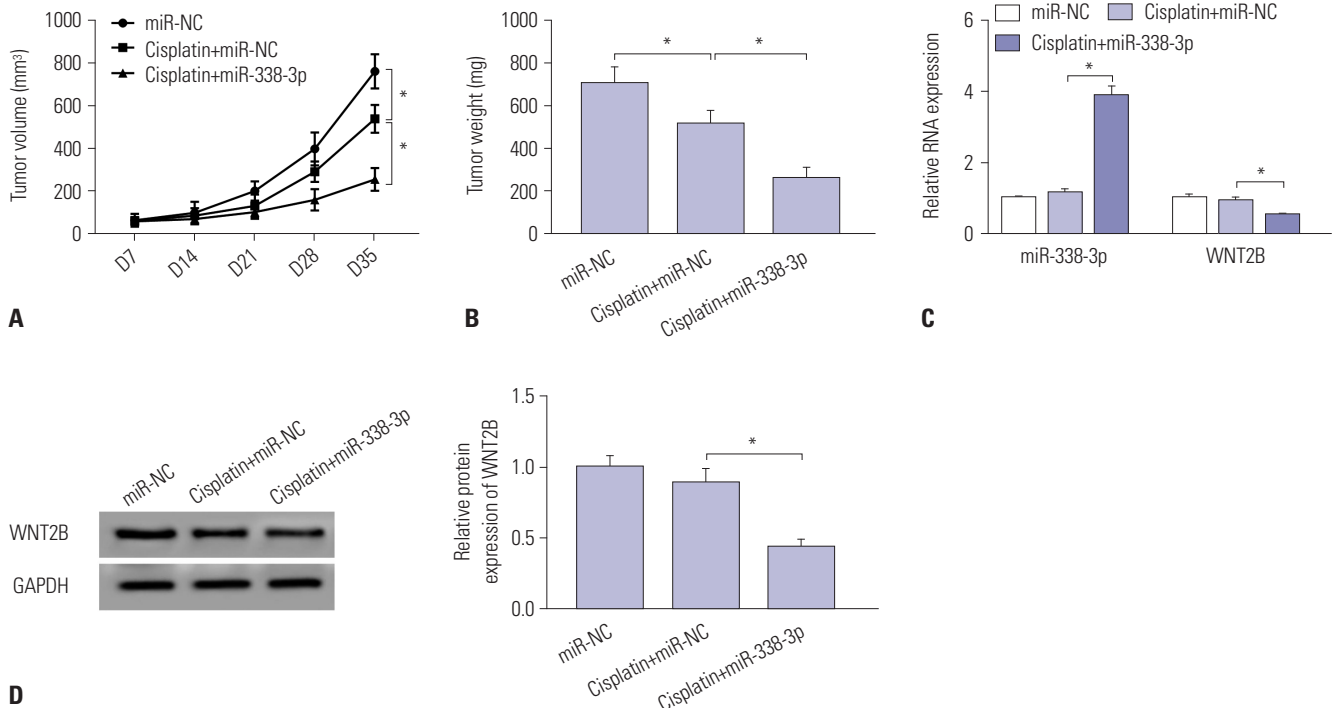 1000
800
600
400
200
0
Tumor volume (mm³)
miR-NC
Cisplatin+miR-NC
Cisplatin+miR-338-3p
*
*
D7
D14
D21
D28
D35
A
1000
800
600
400
200
0
Tumor weight (mg)
*
*
miR-NC
Cisplatin+miR-NC
Cisplatin+miR-338-3p
B
6
4
2
0
Relative RNA expression
miR-NC
Cisplatin+miR-NC
Cisplatin+miR-338-3p
*
*
miR-338-3p
WNT2B
C
miR-NC
Cisplatin+miR-NC
Cisplatin+miR-338-3p
WNT2B
GAPDH
1.5
1.0
0.5
0.0
Relative protein
expression of WNT2B
*
miR-NC
Cisplatin+miR-NC
Cisplatin+miR-338-3p
D